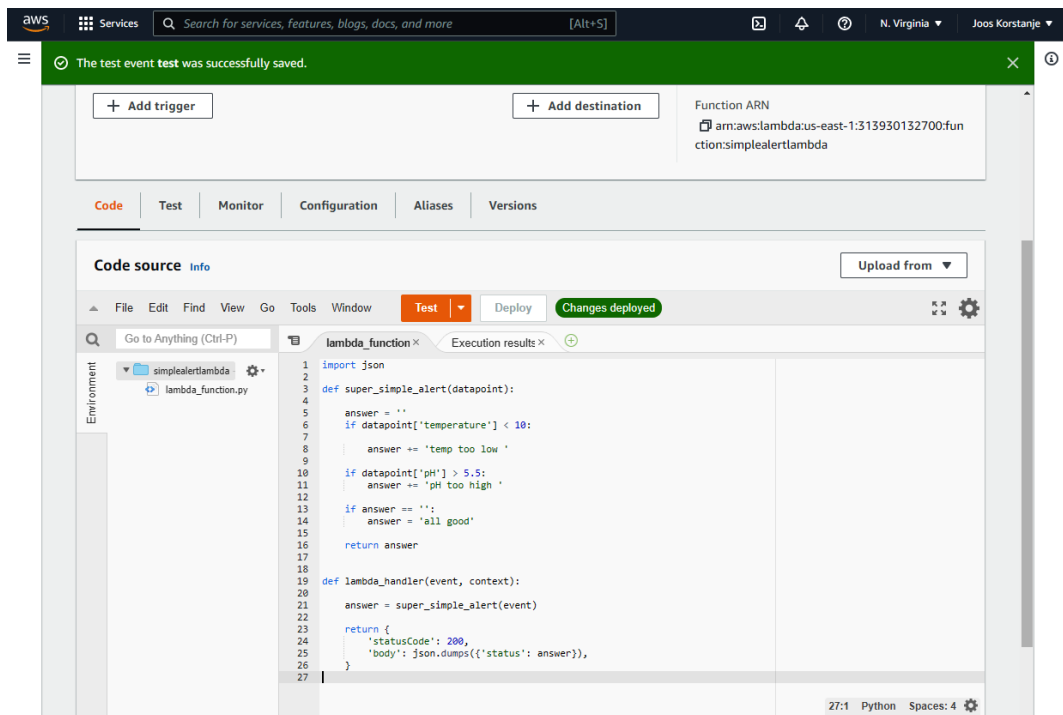 aws
Services
Search for services, features, blogs, docs, and more
[Alt+S]
N. Virginia ▼
Joos Korstanje ▼
The test event test was successfully saved.
+ Add trigger
+ Add destination
Function ARN
arn:aws:lambda:us-east-1:313930132700:fun
ction:simplealertlambda
Code
Test
Monitor
Configuration
Aliases
Versions
Code source Info
Upload from ▼
File Edit Find View Go Tools Window
Test
Deploy
Changes deployed
Go to Anything (Ctrl-P)
lambda_function ×
Execution results ×
Environment
simplealertlambda -
lambda_function.py
1 import json
2
3 def super_simple_alert(datapoint):
4
5     answer = ''
6     if datapoint['temperature'] < 10:
7
8         answer += 'temp too low '
9
10     if datapoint['pH'] > 5.5:
11         answer += 'pH too high '
12
13     if answer == '':
14         answer = 'all good'
15
16     return answer
17
18
19 def lambda_handler(event, context):
20
21     answer = super_simple_alert(event)
22
23     return {
24         'statusCode': 200,
25         'body': json.dumps({'status': answer}),
26     }
27
27:1 Python Spaces: 4